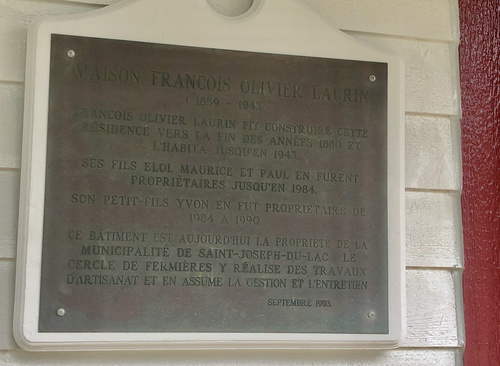 MAISON FRANCOIS OLIVIER LAURIN
( 1859 - 1943 )
FRANCOIS OLIVIER LAURIN FIT CONSTRUIRE CETTE
RÉSIDENCE VERS LA FIN DES ANNÉES 1880 ET
L'HABITA JUSQU'EN 1943.
SES FILS ELOI, MAURICE ET PAUL EN FURENT
PROPRIÉTAIRES JUSQU'EN 1984.
SON PETIT-FILS YVON EN FUT PROPRIÉTAIRE DE
1984 A 1990.
CE BÂTIMENT EST AUJOURD'HUI LA PROPRIÉTÉ DE LA
MUNICIPALITÉ DE SAINT-JOSEPH-DU-LAC LE
CERCLE DE FERMIÈRES Y RÉALISE DES TRAVAUX
D'ARTISANAT ET EN ASSUME LA GESTION ET L'ENTRETIEN
SEPTEMBRE 1993.